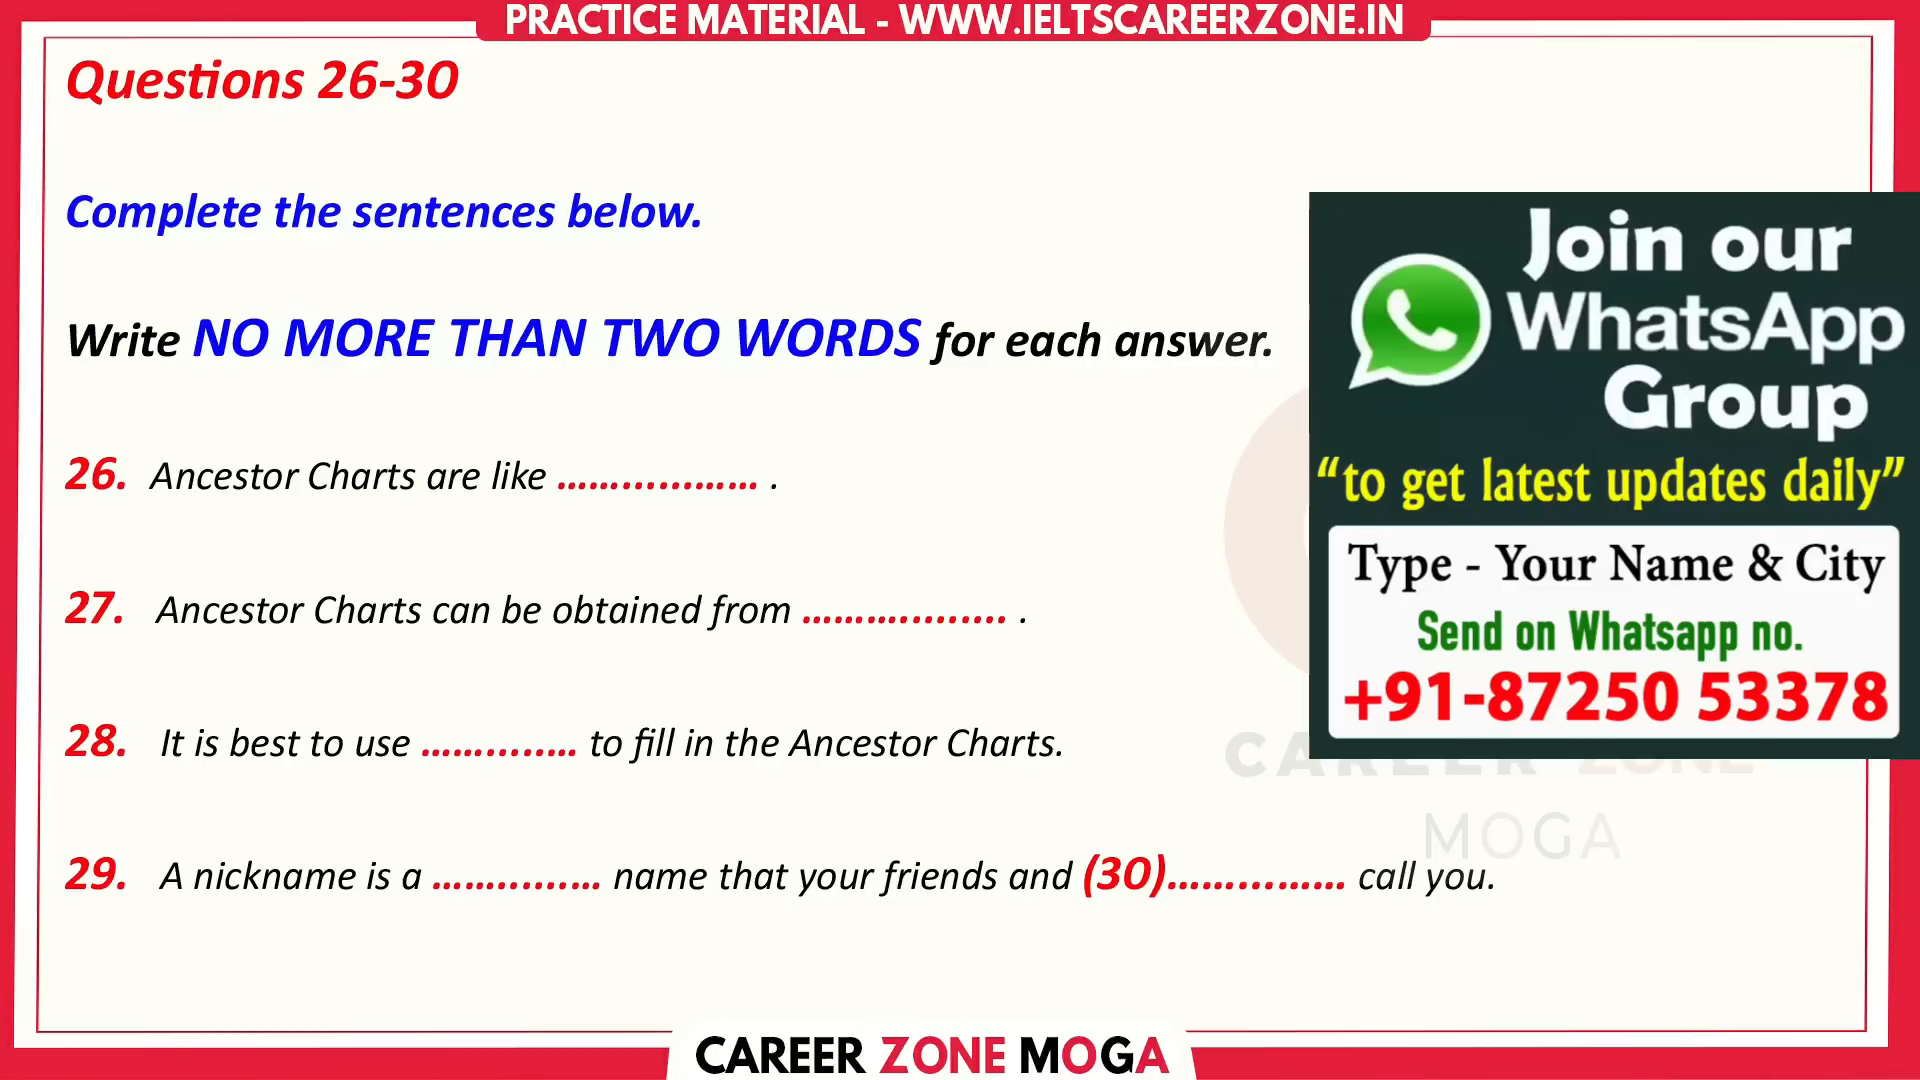 PRACTICE MATERIAL - WWW.IELTSCAREERZONE.IN
Questions 26-30
Complete the sentences below.
Write NO MORE THAN TWO WORDS for each answer.
26. Ancestor Charts are like .................. .
27. Ancestor Charts can be obtained from .................. .
28. It is best to use ................ to fill in the Ancestor Charts.
29. A nickname is a ................ name that your friends and (30)................ call you.
Join our
WhatsApp
Group
“to get latest updates daily”
Type - Your Name & City
Send on Whatsapp no.
+91-87250 53378
CAREER ZONE
MOGA
CAREER ZONE MOGA